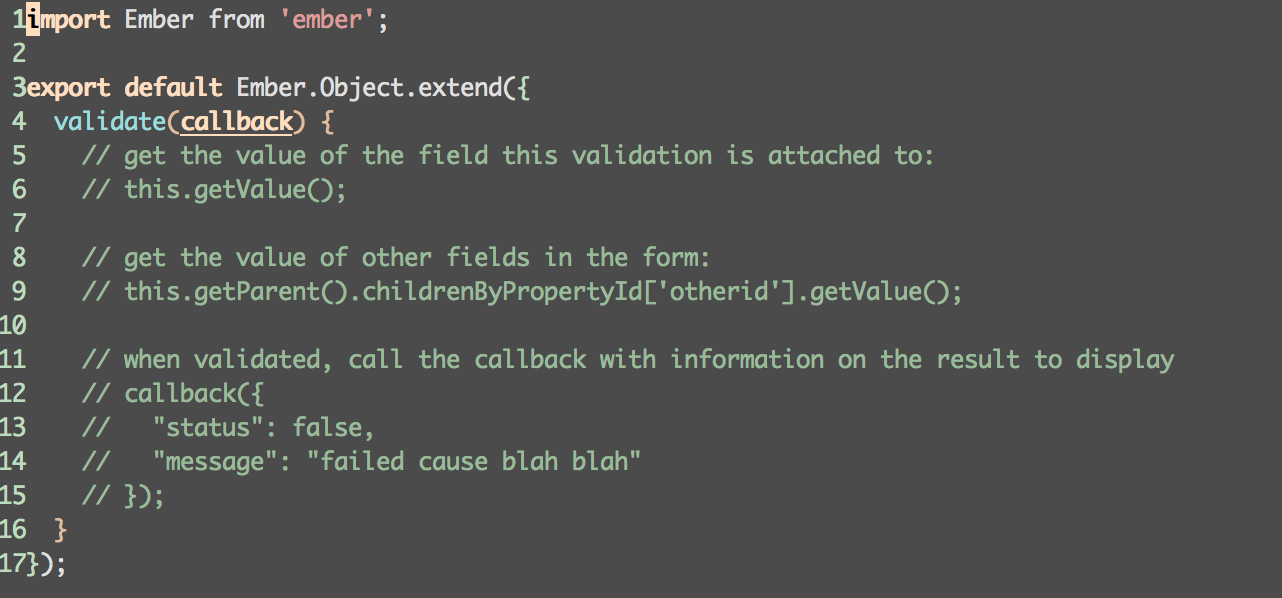 1import Ember from 'ember';
2
3export default Ember.Object.extend({
4  validate(callback) {
5    // get the value of the field this validation is attached to:
6    // this.getValue();
7
8    // get the value of other fields in the form:
9    // this.getParent().childrenByPropertyId['otherid'].getValue();
10
11    // when validated, call the callback with information on the result to display
12    // callback({
13    //   "status": false,
14    //   "message": "failed cause blah blah"
15    // });
16  }
17});